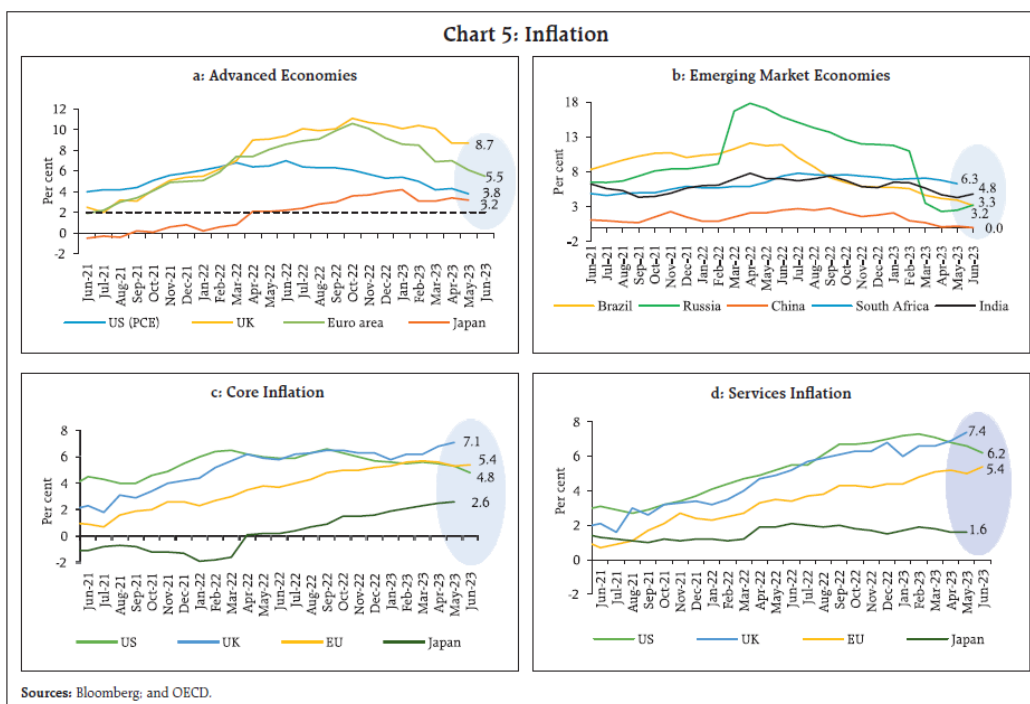 Chart 5: Inflation
a: Advanced Economies
Per cent
12
10
8
6
4
2
0
-2
8.7
5.5
3.8
3.2
Jun-21
Jul-21
Aug-21
Sep-21
Oct-21
Nov-21
Dec-21
Jan-22
Feb-22
Mar-22
Apr-22
May-22
Jun-22
Jul-22
Aug-22
Sep-22
Oct-22
Nov-22
Dec-22
Jan-23
Feb-23
Mar-23
Apr-23
May-23
Jun-23
US (PCE) UK Euro area Japan
b: Emerging Market Economies
Per cent
18
13
8
3
-2
6.3
4.8
3.3
3.2
0.0
Jun-21
Jul-21
Aug-21
Sep-21
Oct-21
Nov-21
Dec-21
Jan-22
Feb-22
Mar-22
Apr-22
May-22
Jun-22
Jul-22
Aug-22
Sep-22
Oct-22
Nov-22
Dec-22
Jan-23
Feb-23
Mar-23
Apr-23
May-23
Jun-23
Brazil Russia China South Africa India
c: Core Inflation
Per cent
8
6
4
2
0
-2
7.1
5.4
4.8
2.6
Jun-21
Jul-21
Aug-21
Sep-21
Oct-21
Nov-21
Dec-21
Jan-22
Feb-22
Mar-22
Apr-22
May-22
Jun-22
Jul-22
Aug-22
Sep-22
Oct-22
Nov-22
Dec-22
Jan-23
Feb-23
Mar-23
Apr-23
May-23
Jun-23
US UK EU Japan
d: Services Inflation
Per cent
8
6
4
2
0
7.4
6.2
5.4
1.6
Jun-21
Jul-21
Aug-21
Sep-21
Oct-21
Nov-21
Dec-21
Jan-22
Feb-22
Mar-22
Apr-22
May-22
Jun-22
Jul-22
Aug-22
Sep-22
Oct-22
Nov-22
Dec-22
Jan-23
Feb-23
Mar-23
Apr-23
May-23
Jun-23
US UK EU Japan
Sources: Bloomberg; and OECD.